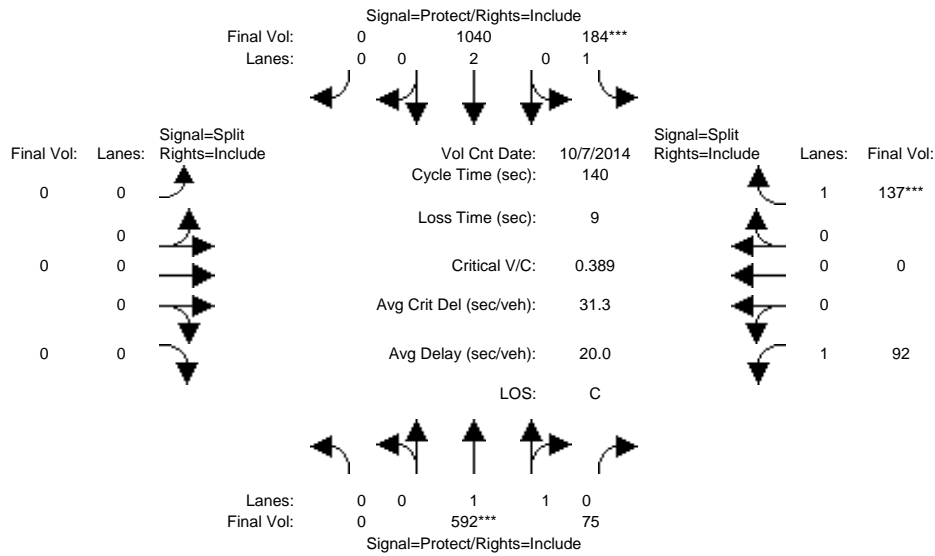 Signal=Protect/Rights=Include
Final Vol: 0 1040 184***
Lanes: 0 0 2 0 1
Signal=Split Signal=Split
Final Vol: Lanes: Rights=Include Vol Cnt Date: 10/7/2014 Rights=Include Lanes: Final Vol:
Cycle Time (sec): 140
0 0 1 137***
Loss Time (sec): 9
0 0
0 0 Critical V/C: 0.389 0 0
0 Avg Crit Del (sec/veh): 31.3 0
0 0 Avg Delay (sec/veh): 20.0 1 92
LOS: C
Lanes: 0 0 1 1 0
Final Vol: 0 592*** 75
Signal=Protect/Rights=Include